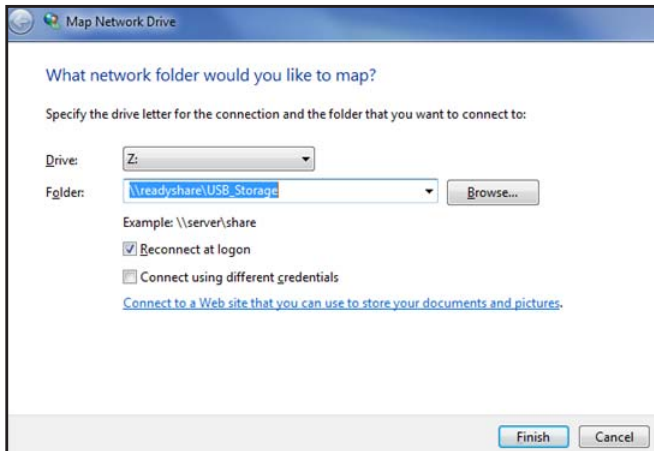 Map Network Drive
What network folder would you like to map?
Specify the drive letter for the connection and the folder that you want to connect to:
Drive: Z:
Folder: \\readyshare\USB_Storage Browse...
Example: \\server\share
Reconnect at logon
Connect using different credentials
Connect to a Web site that you can use to store your documents and pictures.
Finish Cancel